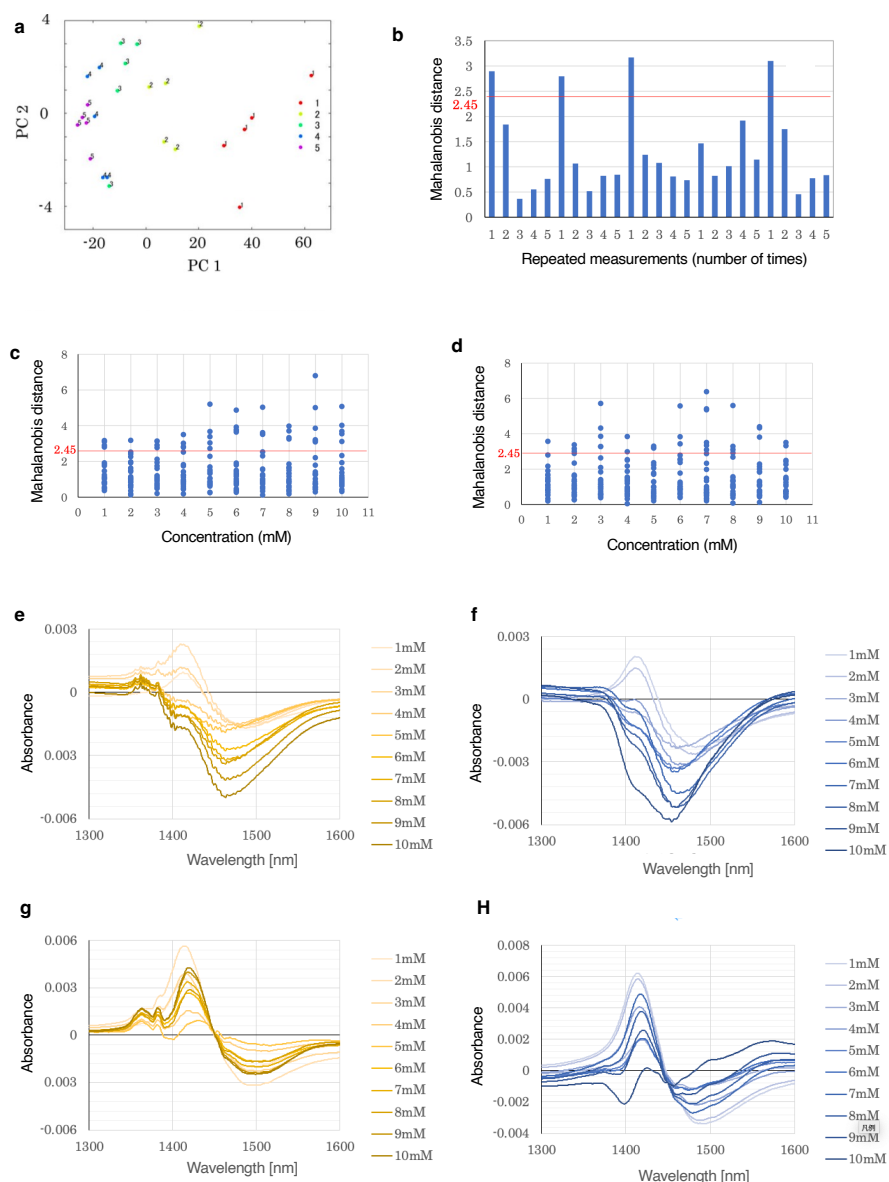 a
4
0
-4
PC 2
-20
0
20
40
60
PC 1
1
2
3
4
5
b
Mahalanobis distance
3.5
3
2.5
2.45
2
1.5
1
0.5
0
1 2 3 4 5 1 2 3 4 5 1 2 3 4 5 1 2 3 4 5 1 2 3 4 5
Repeated measurements (number of times)
c
Mahalanobis distance
8
6
4
2.45
2
0
0 1 2 3 4 5 6 7 8 9 10 11
Concentration (mM)
d
Mahalanobis distance
8
6
4
2.45
2
0
0 1 2 3 4 5 6 7 8 9 10 11
Concentration (mM)
e
Absorbance
0.003
0
-0.003
-0.006
1300 1400 1500 1600
Wavelength [nm]
1mM
2mM
3mM
4mM
5mM
6mM
7mM
8mM
9mM
10mM
f
Absorbance
0.003
0
-0.003
-0.006
1300 1400 1500 1600
Wavelength [nm]
1mM
2mM
3mM
4mM
5mM
6mM
7mM
8mM
9mM
10mM
g
Absorbance
0.006
0.003
0
-0.003
-0.006
1300 1400 1500 1600
Wavelength [nm]
1mM
2mM
3mM
4mM
5mM
6mM
7mM
8mM
9mM
10mM
H
Absorbance
0.008
0.006
0.004
0.002
0
-0.002
-0.004
1300 1400 1500 1600
Wavelength [nm]
1mM
2mM
3mM
4mM
5mM
6mM
7mM
8mM
凡例
9mM
10mM